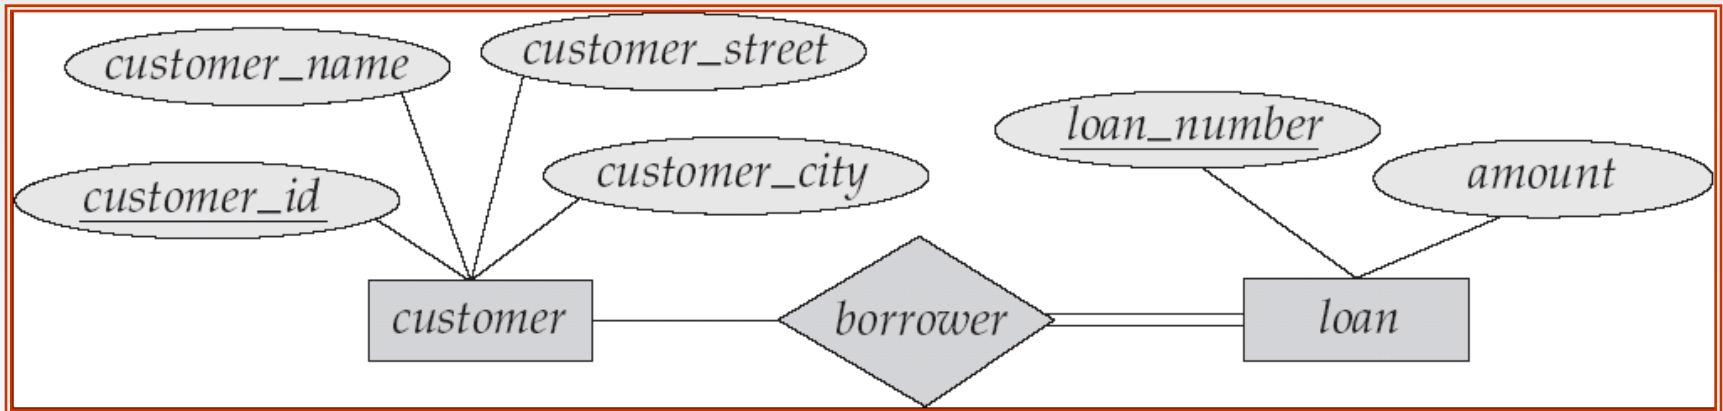 customer_name
customer_street
customer_id
customer_city
loan_number
amount
customer
borrower
loan